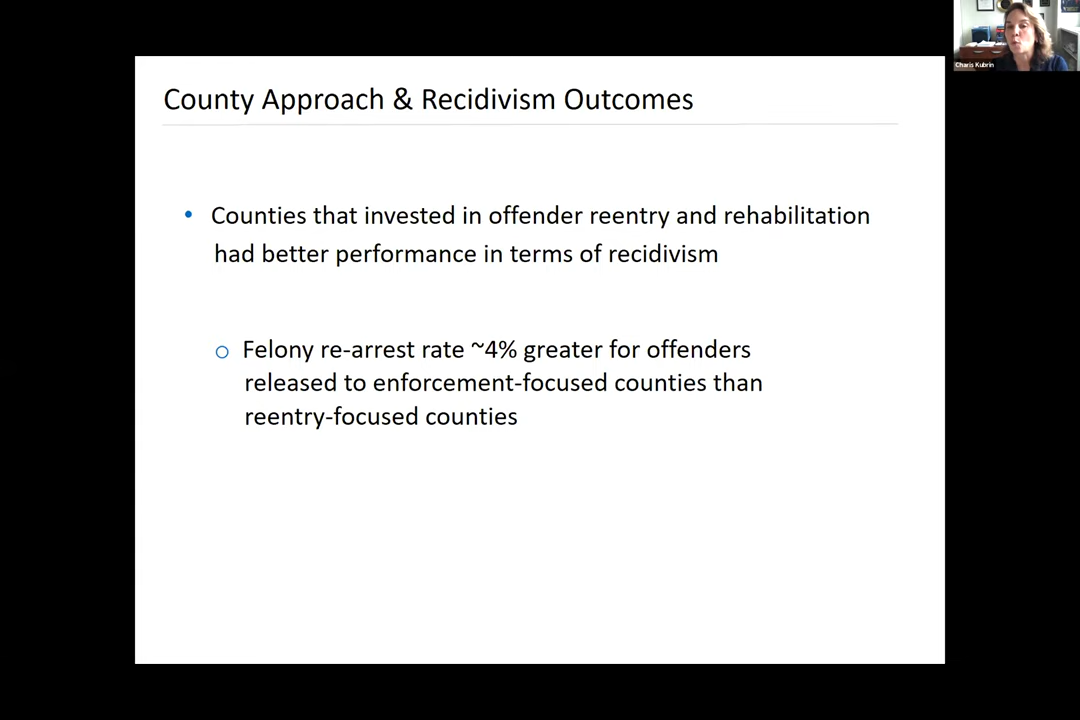 County Approach & Recidivism Outcomes
Charis Kubrin
• Counties that invested in offender reentry and rehabilitation
had better performance in terms of recidivism
o Felony re-arrest rate ~4% greater for offenders
released to enforcement-focused counties than
reentry-focused counties